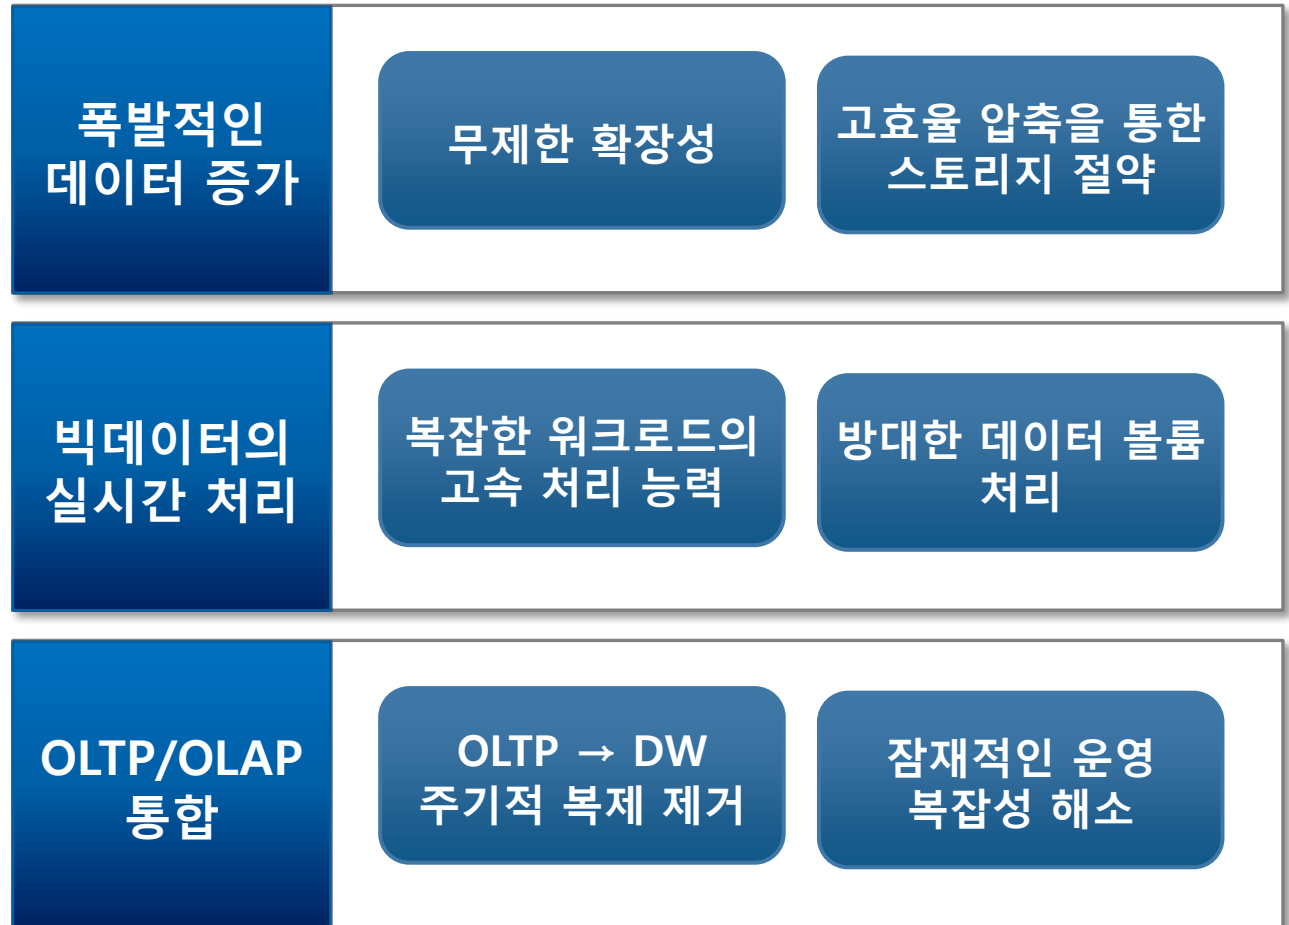 폭발적인
데이터 증가
무제한 확장성
고효율 압축을 통한
스토리지 절약
빅데이터의
실시간 처리
복잡한 워크로드의
고속 처리 능력
방대한 데이터 볼륨
처리
OLTP/OLAP
통합
OLTP → DW
주기적 복제 제거
잠재적인 운영
복잡성 해소